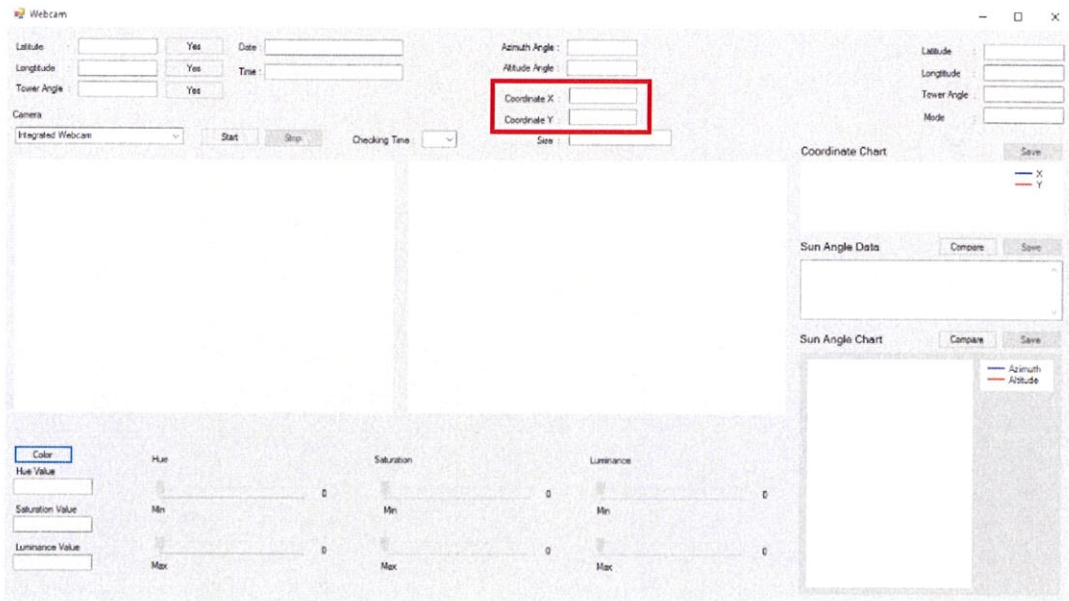 Webcam
Latitude : Yes Date :
Longtitude : Yes Time :
Tower Angle : Yes
Camera
Integrated Webcam Start Stop Checking Time :
Azimuth Angle :
Altitude Angle :
Coordinate X :
Coordinate Y :
Size :
Latitude :
Longtitude :
Tower Angle :
Mode :
Coordinate Chart Save
X
Y
Sun Angle Data Compare Save
Sun Angle Chart Compare Save
Azimuth
Altitude
Color
Hue Value
Saturation Value
Luminance Value
Hue
0
Min
0
Max
Saturation
0
Min
0
Max
Luminance
0
Min
0
Max